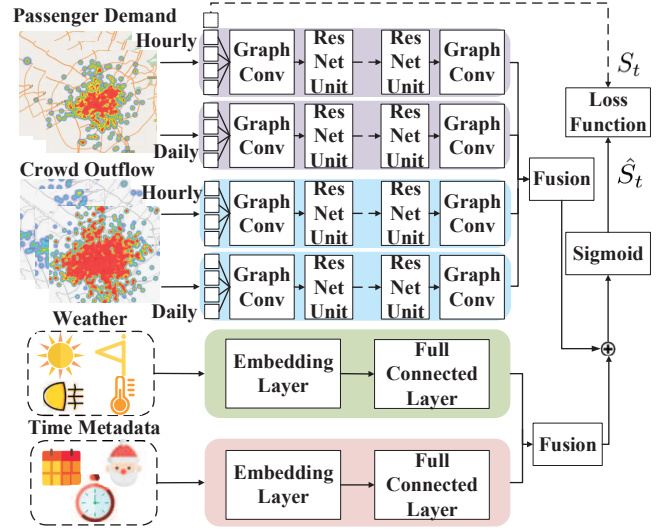 Passenger Demand
Hourly
Graph
Conv
Res
Net
Unit
Res
Net
Unit
Graph
Conv
Daily
Graph
Conv
Res
Net
Unit
Res
Net
Unit
Graph
Conv
Crowd Outflow
Hourly
Graph
Conv
Res
Net
Unit
Res
Net
Unit
Graph
Conv
Daily
Graph
Conv
Res
Net
Unit
Res
Net
Unit
Graph
Conv
S_t
Loss
Function
Ŝ_t
Fusion
Sigmoid
Weather
Embedding
Layer
Full
Connected
Layer
Time Metadata
Embedding
Layer
Full
Connected
Layer
Fusion